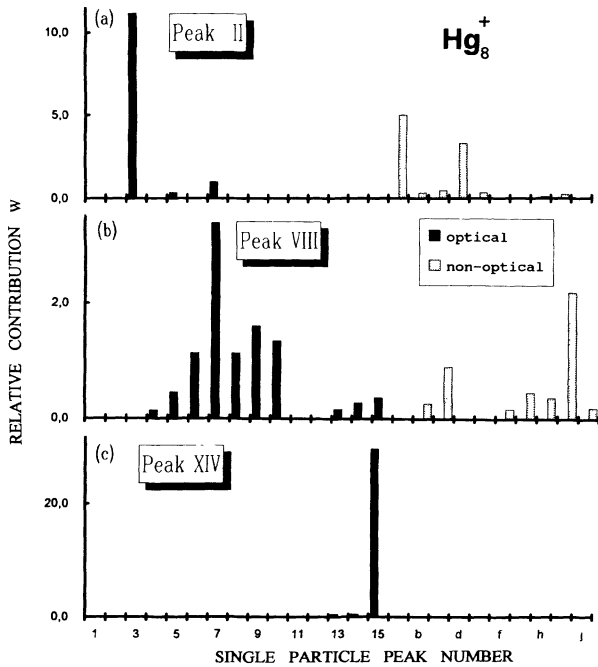 (a)
Peak II
Hg8+
10,0
5,0
0,0
(b)
Peak VIII
optical
non-optical
2,0
0,0
(c)
Peak XIV
20,0
0,0
RELATIVE CONTRIBUTION w
1 3 5 7 9 11 13 15 b d f h j
SINGLE PARTICLE PEAK NUMBER